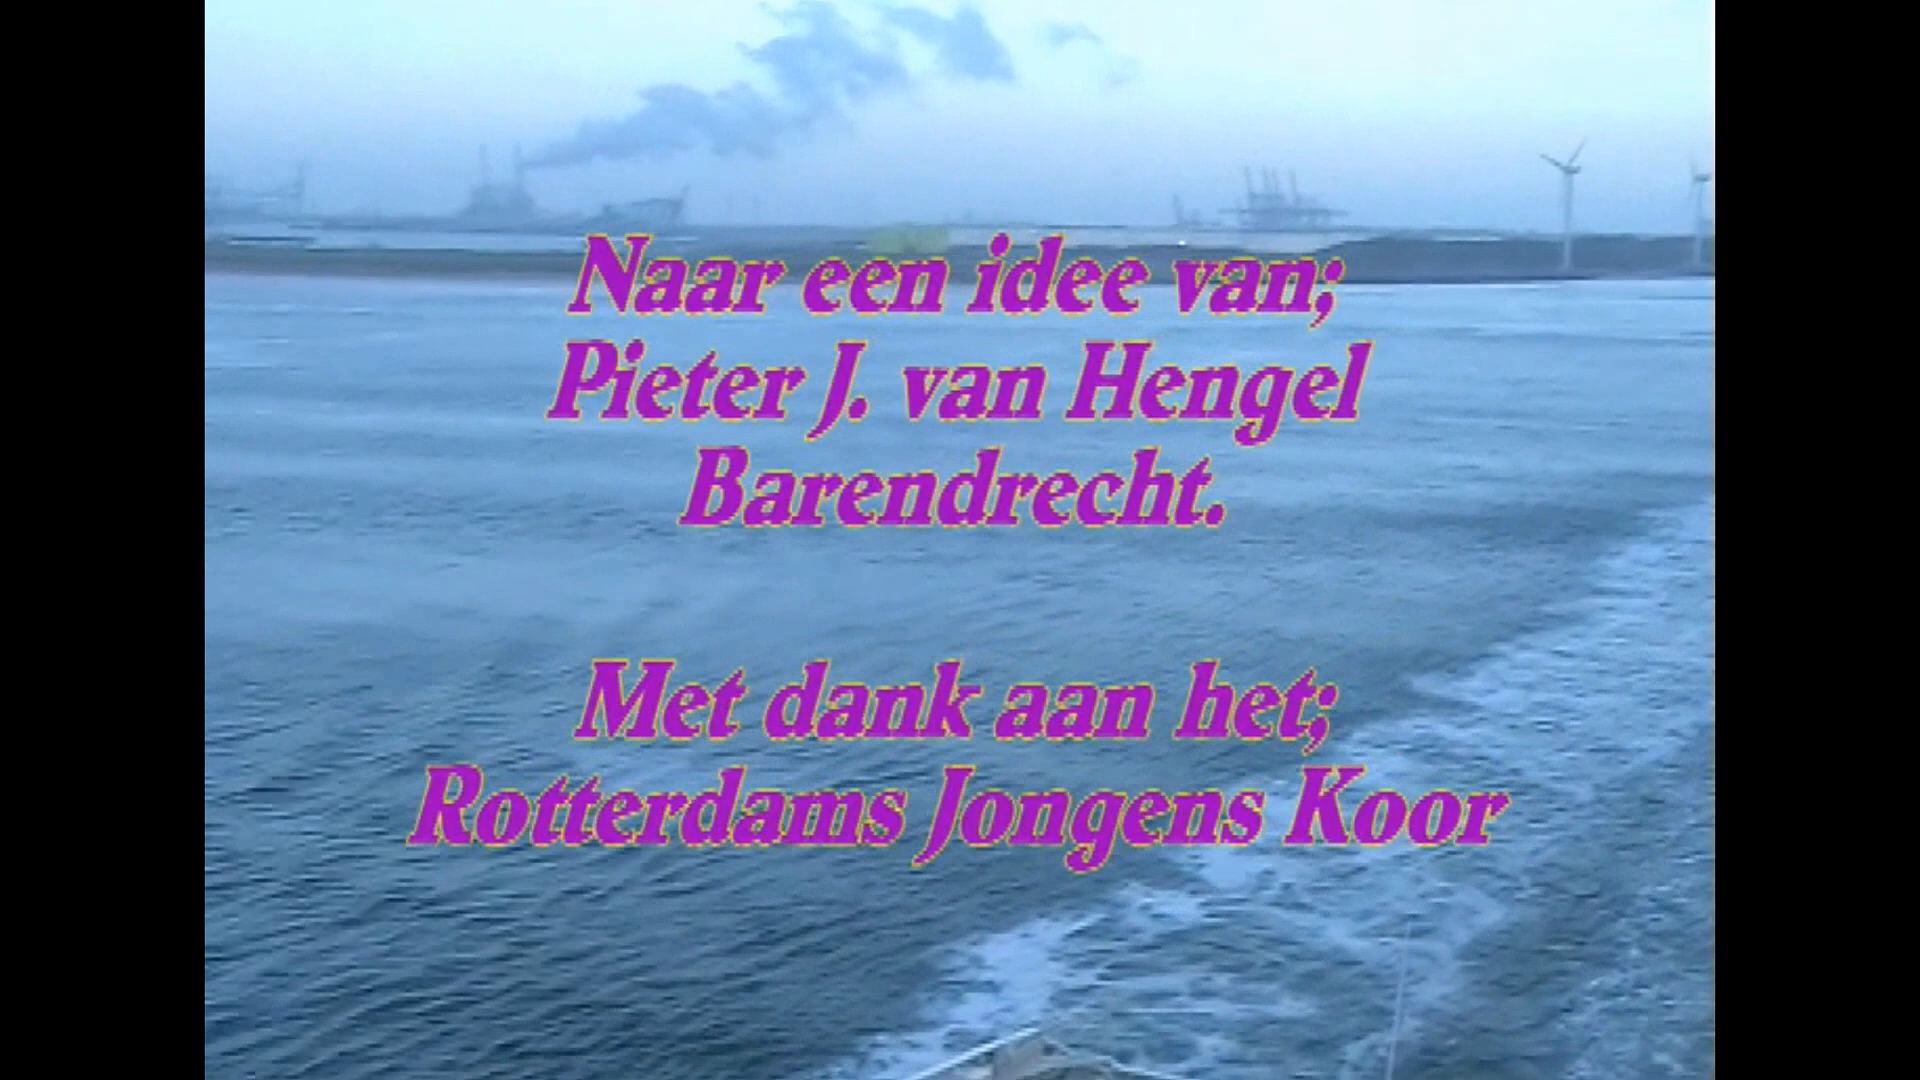 Naar een idee van;
Pieter J. van Hengel
Barendrecht.
Met dank aan het;
Rotterdams Jongens Koor